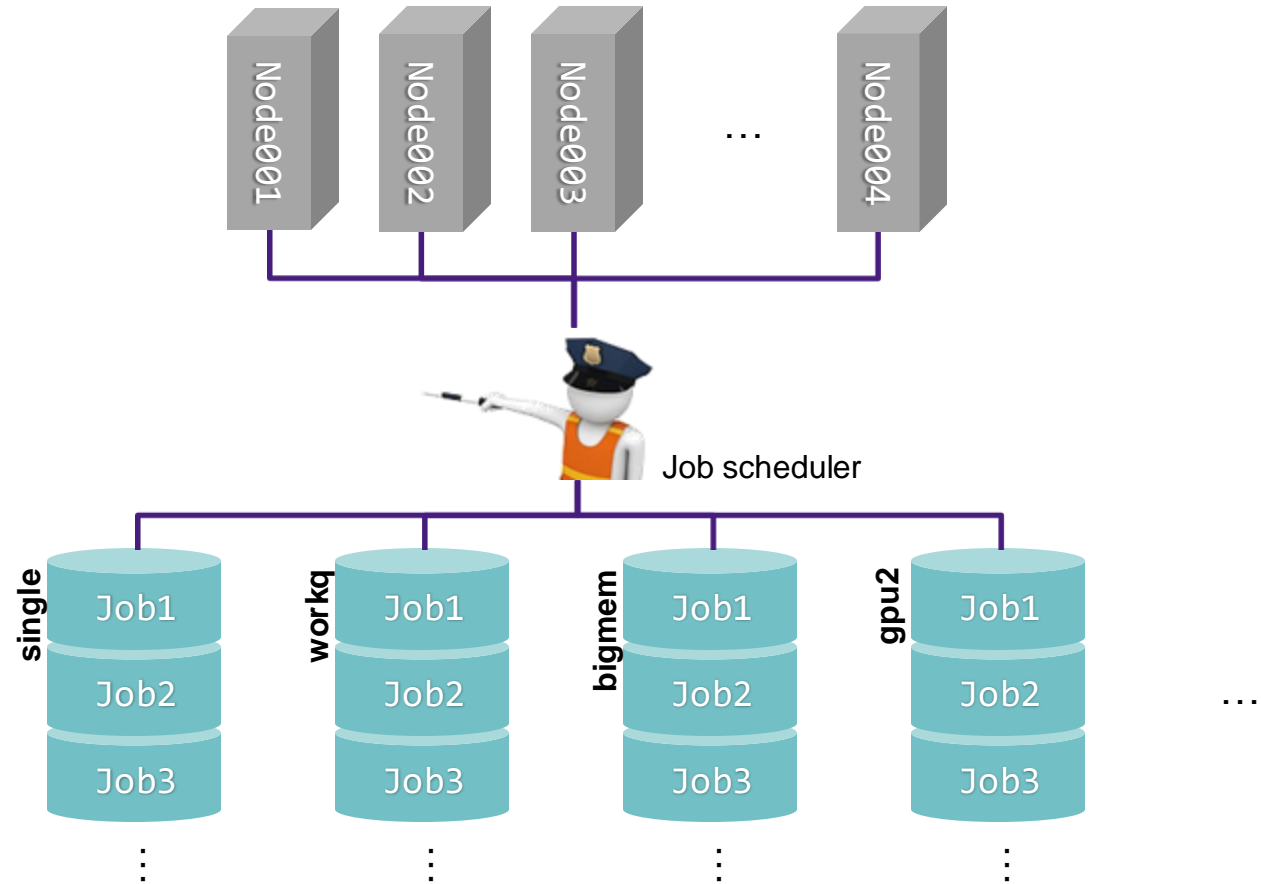 Node001
Node002
Node003
...
Node004
Job scheduler
single
Job1
Job2
Job3
...
workq
Job1
Job2
Job3
...
bigmem
Job1
Job2
Job3
...
gpu2
Job1
Job2
Job3
...
...